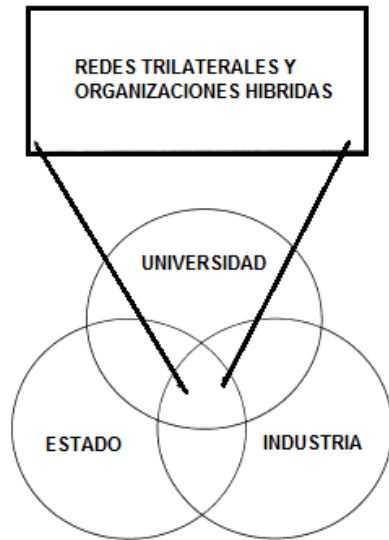 REDES TRILATERALES Y
ORGANIZACIONES HIBRIDAS
UNIVERSIDAD
ESTADO
INDUSTRIA